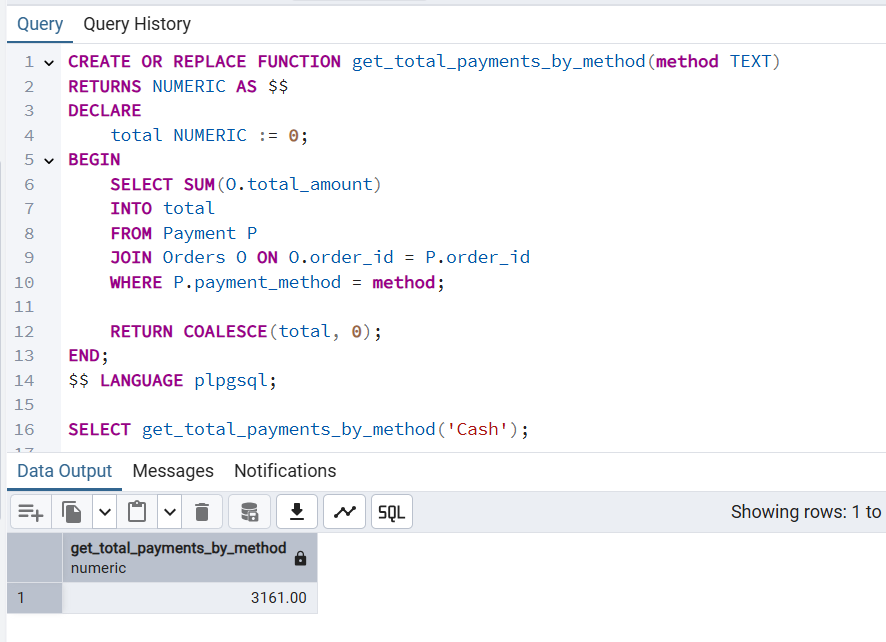 Query Query History
1 CREATE OR REPLACE FUNCTION get_total_payments_by_method(method TEXT)
2 RETURNS NUMERIC AS $$
3 DECLARE
4     total NUMERIC := 0;
5 BEGIN
6     SELECT SUM(O.total_amount)
7     INTO total
8     FROM Payment P
9     JOIN Orders O ON O.order_id = P.order_id
10     WHERE P.payment_method = method;
11
12     RETURN COALESCE(total, 0);
13 END;
14 $$ LANGUAGE plpgsql;
15
16 SELECT get_total_payments_by_method('Cash');
17
Data Output Messages Notifications
SQL Showing rows: 1 to
get_total_payments_by_method
numeric
1 3161.00